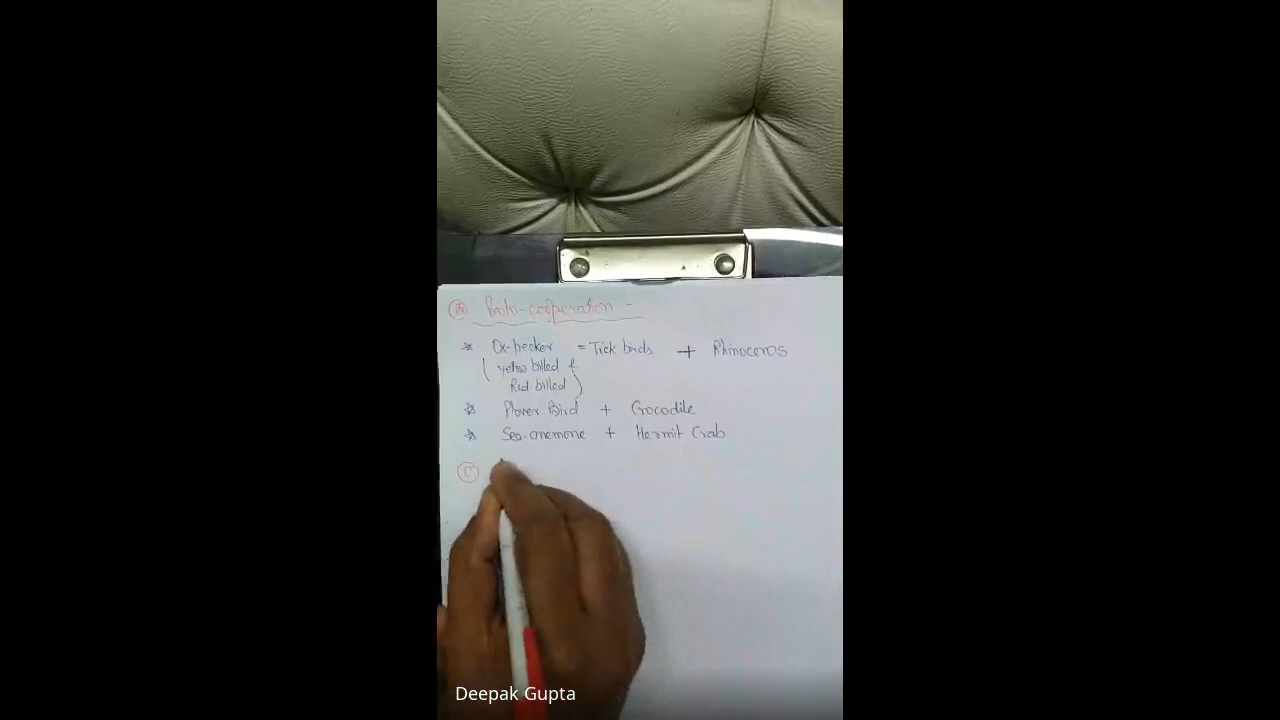 Ⓑ Proto-cooperation -
* Ox-pecker = Tick birds + Rhinoceros
( Yellow billed &
Red billed )
* Plover Bird + Crocodile
* Sea-anemone + Hermit Crab
Ⓒ
Deepak Gupta